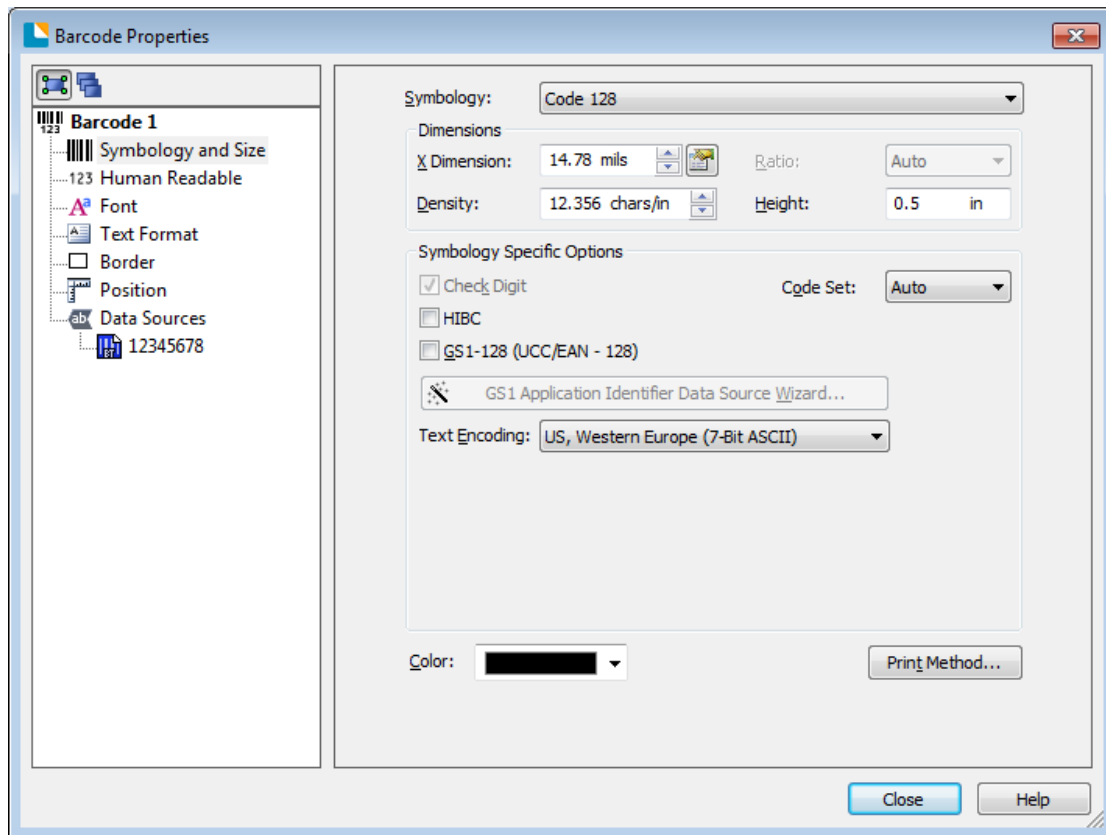 Barcode Properties
Barcode 1
Symbology and Size
123 Human Readable
Font
Text Format
Border
Position
Data Sources
12345678
Symbology: Code 128
Dimensions
X Dimension: 14.78 mils Ratio: Auto
Density: 12.356 chars/in Height: 0.5 in
Symbology Specific Options
Check Digit Code Set: Auto
HIBC
GS1-128 (UCC/EAN - 128)
GS1 Application Identifier Data Source Wizard...
Text Encoding: US, Western Europe (7-Bit ASCII)
Color: Print Method...
Close Help